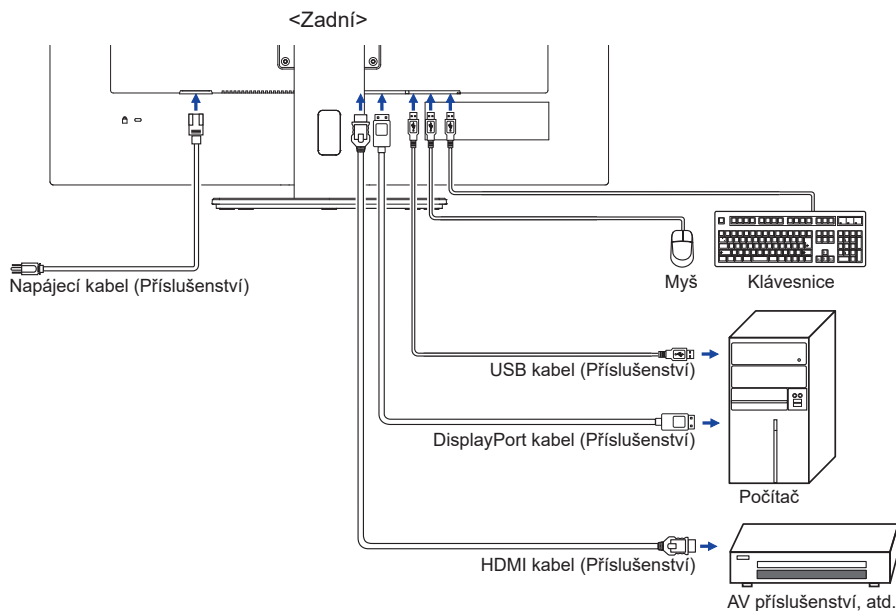 <Zadní>
Napájecí kabel (Příslušenství)
Myš
Klávesnice
USB kabel (Příslušenství)
DisplayPort kabel (Příslušenství)
Počítač
HDMI kabel (Příslušenství)
AV příslušenství, atd.